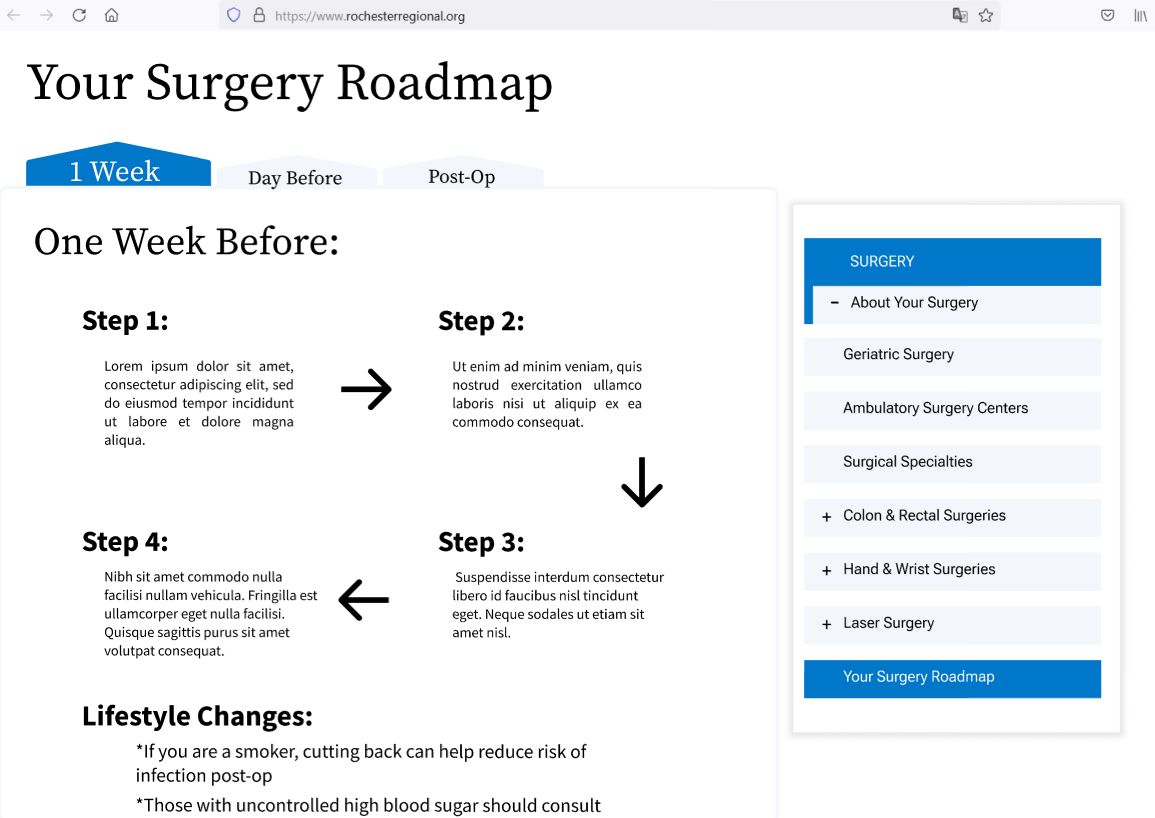 https://www.rochesterregional.org
Your Surgery Roadmap
1 Week
Day Before
Post-Op
One Week Before:
Step 1:
Lorem ipsum dolor sit amet,
consectetur adipiscing elit, sed
do eiusmod tempor incididunt
ut labore et dolore magna
aliqua.
Step 2:
Ut enim ad minim veniam, quis
nostrud exercitation ullamco
laboris nisi ut aliquip ex ea
commodo consequat.
Step 4:
Nibh sit amet commodo nulla
facilisi nullam vehicula. Fringilla est
ullamcorper eget nulla facilisi.
Quisque sagittis purus sit amet
volutpat consequat.
Step 3:
Suspendisse interdum consectetur
libero id faucibus nisl tincidunt
eget. Neque sodales ut etiam sit
amet nisl.
Lifestyle Changes:
*If you are a smoker, cutting back can help reduce risk of
infection post-op
*Those with uncontrolled high blood sugar should consult
SURGERY
− About Your Surgery
Geriatric Surgery
Ambulatory Surgery Centers
Surgical Specialties
+ Colon & Rectal Surgeries
+ Hand & Wrist Surgeries
+ Laser Surgery
Your Surgery Roadmap